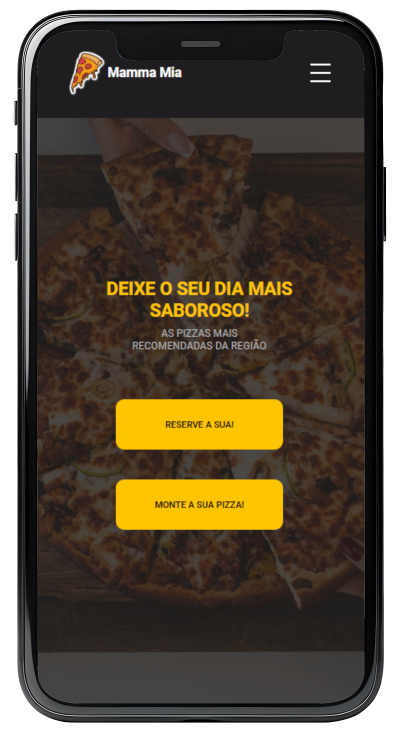 Mamma Mia
DEIXE O SEU DIA MAIS
SABOROSO!
AS PIZZAS MAIS
RECOMENDADAS DA REGIÃO
RESERVE A SUA!
MONTE A SUA PIZZA!